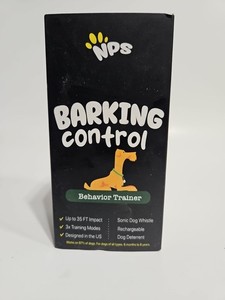 NPS
BARKING
control
Behavior Trainer
✓ Up to 35 FT Impact
✓ 3x Training Modes
✓ Designed in the US
Sonic Dog Whistle
Rechargeable
Dog Deterrent